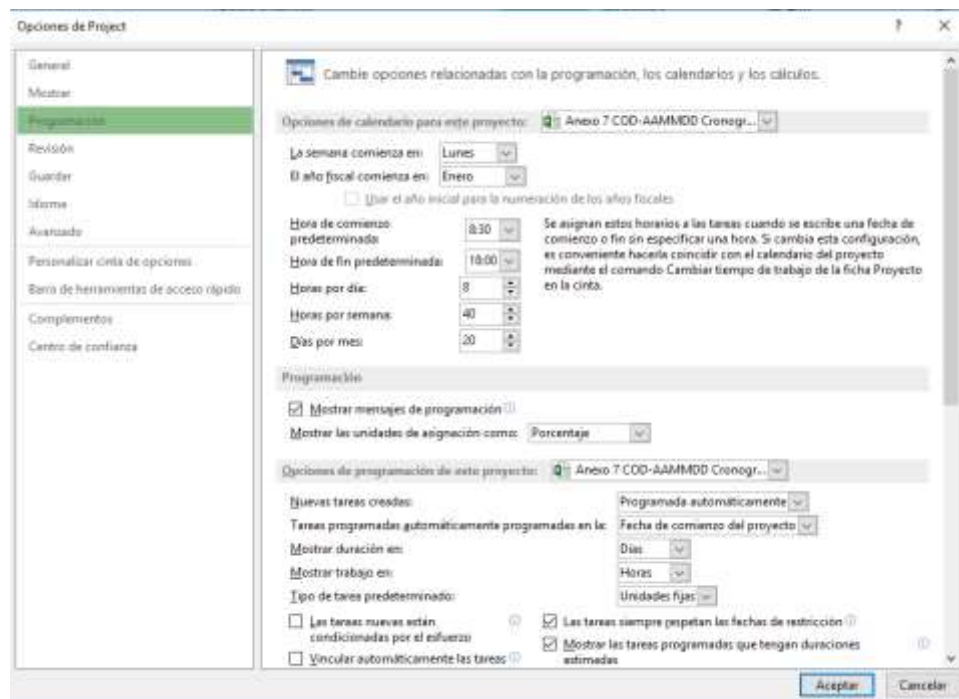 Opciones de Project
?
General
Mostrar
Programación
Revisión
Guardar
Idioma
Avanzado
Personalizar cinta de opciones
Barra de herramientas de acceso rápido
Complementos
Centro de confianza
Cambie opciones relacionadas con la programación, los calendarios y los cálculos.
Opciones de calendario para este proyecto: Anexo 7 COD-AAMMDD Cronogr...
La semana comienza en: Lunes
El año fiscal comienza en: Enero
Usar el año inicial para la numeración de los años fiscales
Hora de comienzo
predeterminada: 8:30
Hora de fin predeterminada: 18:00
Horas por día: 8
Horas por semana: 40
Días por mes: 20
Se asignan estos horarios a las tareas cuando se escribe una fecha de
comienzo o fin sin especificar una hora. Si cambia esta configuración,
es conveniente hacerla coincidir con el calendario del proyecto
mediante el comando Cambiar tiempo de trabajo de la ficha Proyecto
en la cinta.
Programación
Mostrar mensajes de programación
Mostrar las unidades de asignación como: Porcentaje
Opciones de programación de este proyecto: Anexo 7 COD-AAMMDD Cronogr...
Nuevas tareas creadas: Programada automáticamente
Tareas programadas automáticamente programadas en la: Fecha de comienzo del proyecto
Mostrar duración en: Días
Mostrar trabajo en: Horas
Tipo de tarea predeterminado: Unidades fijas
Las tareas nuevas están
condicionadas por el esfuerzo
Vincular automáticamente las tareas
Las tareas siempre respetan las fechas de restricción
Mostrar las tareas programadas que tengan duraciones
estimadas
Aceptar Cancelar